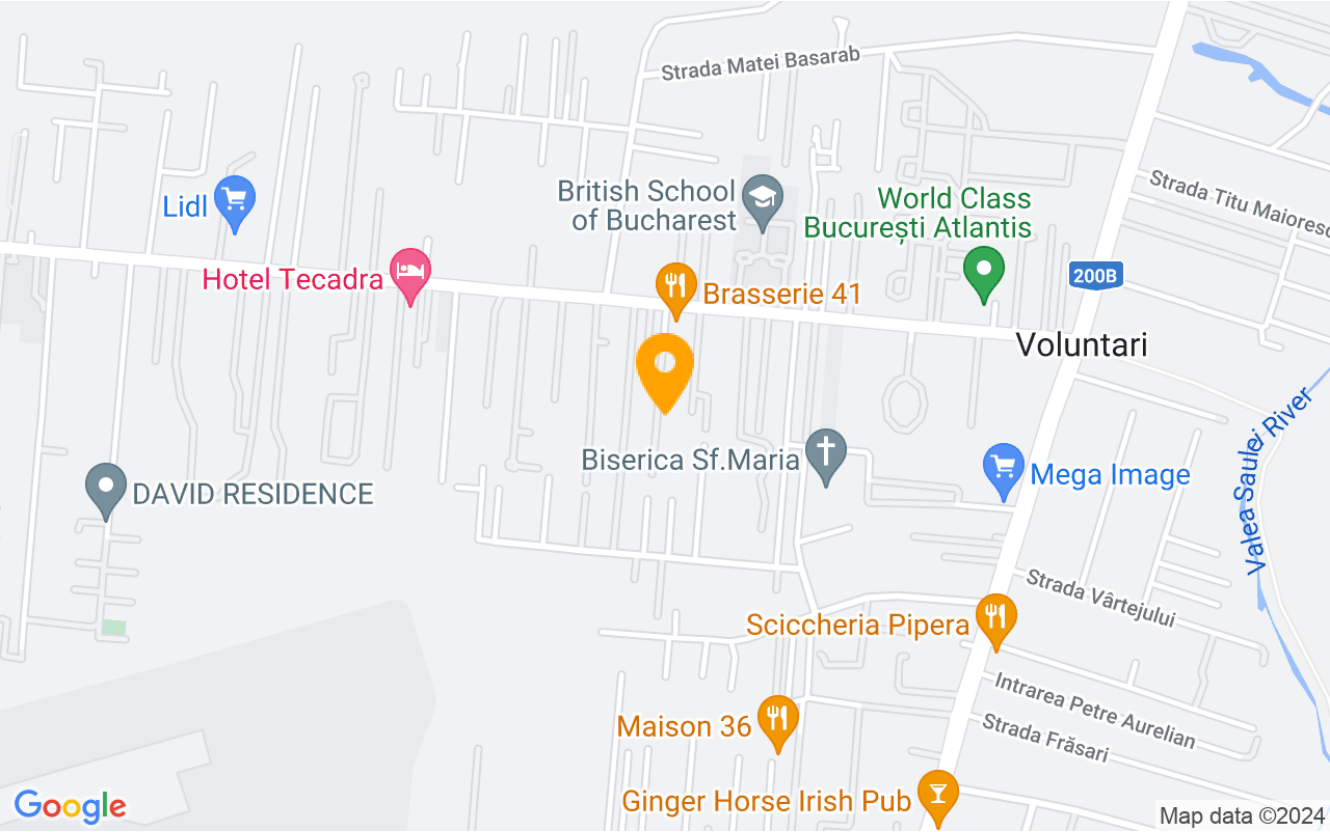 Strada Matei Basarab
British School
of Bucharest
World Class
București Atlantis
Strada Titu Maioresc
Lidl
Hotel Tecadra
Brasserie 41
200B
Voluntari
Biserica Sf.Maria
Mega Image
Valea Saulei River
DAVID RESIDENCE
Strada Vârtejului
Sciccheria Pipera
Intrarea Petre Aurelian
Strada Frăsari
Maison 36
Ginger Horse Irish Pub
Google
Map data ©2024